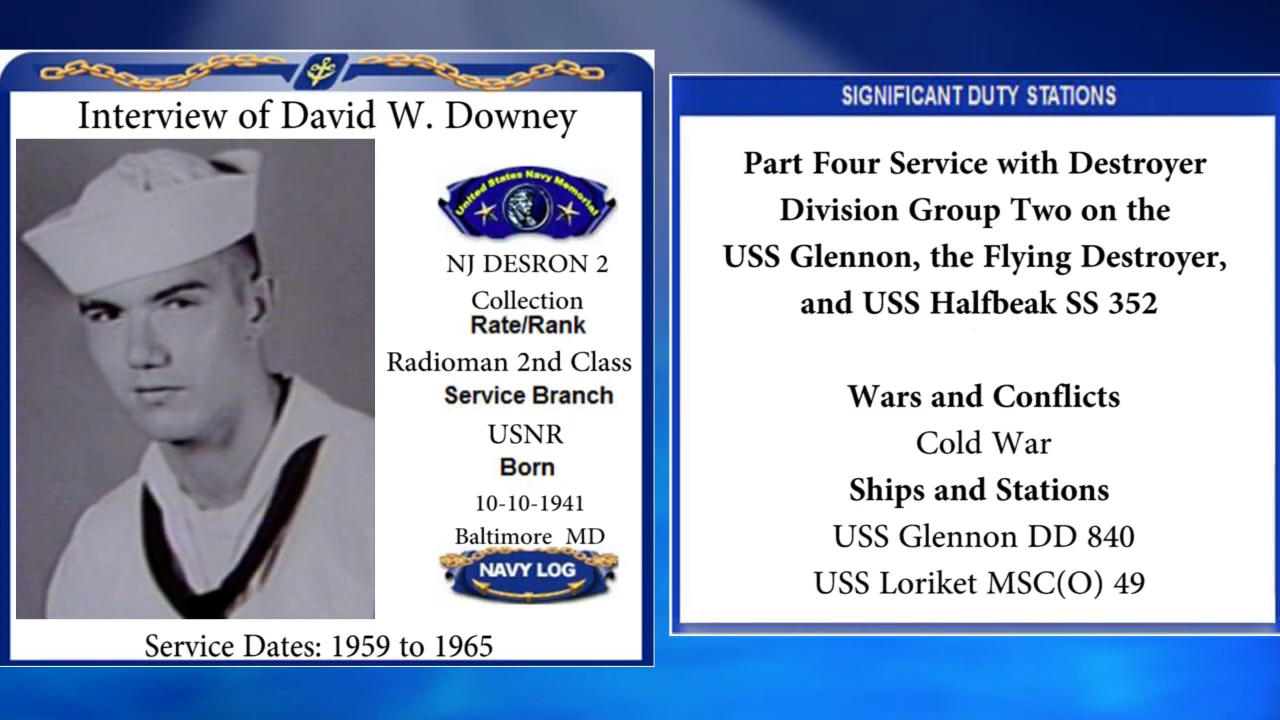 Interview of David W. Downey
United States Navy Memorial
NJ DESRON 2
Collection
Rate/Rank
Radioman 2nd Class
Service Branch
USNR
Born
10-10-1941
Baltimore MD
NAVY LOG
Service Dates: 1959 to 1965
SIGNIFICANT DUTY STATIONS
Part Four Service with Destroyer
Division Group Two on the
USS Glennon, the Flying Destroyer,
and USS Halfbeak SS 352
Wars and Conflicts
Cold War
Ships and Stations
USS Glennon DD 840
USS Loriket MSC(O) 49